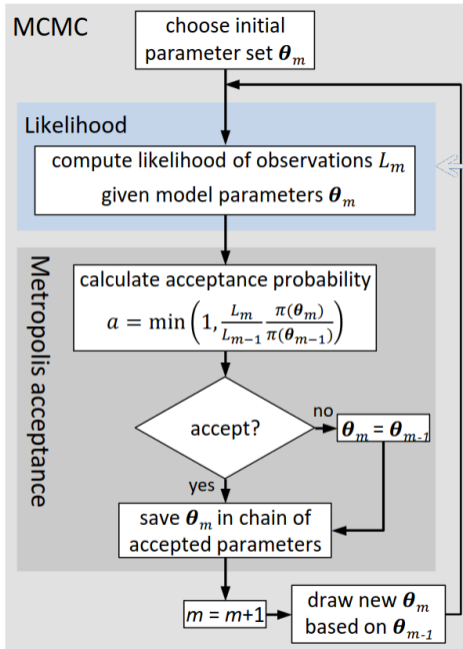 MCMC
choose initial
parameter set θₘ
Likelihood
compute likelihood of observations Lₘ
given model parameters θₘ
Metropolis acceptance
calculate acceptance probability
a = min(1, Lₘ/Lₘ₋₁ π(θₘ)/π(θₘ₋₁))
accept?
no
θₘ = θₘ₋₁
yes
save θₘ in chain of
accepted parameters
m = m+1
draw new θₘ
based on θₘ₋₁